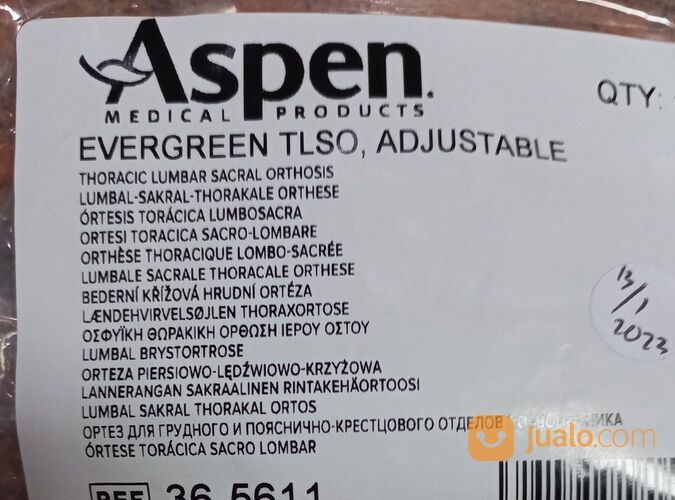 Aspen.
MEDICAL PRODUCTS
QTY:
EVERGREEN TLSO, ADJUSTABLE
THORACIC LUMBAR SACRAL ORTHOSIS
LUMBAL-SAKRAL-THORAKALE ORTHESE
ÓRTESIS TORÁCICA LUMBOSACRA
ORTESI TORACICA SACRO-LOMBARE
ORTHÈSE THORACIQUE LOMBO-SACRÉE
LUMBALE SACRALE THORACALE ORTHESE
BEDERNÍ KŘÍŽOVÁ HRUDNÍ ORTÉZA
LÆNDEHVIRVELSØJLEN THORAXORTOSE
ΟΣΦΥΪΚΗ ΘΩΡΑΚΙΚΗ ΟΡΘΩΣΗ ΙΕΡΟΥ ΟΣΤΟΥ
LUMBAL BRYSTORTROSE
ORTEZA PIERSIOWO-LĘDŹWIOWO-KRZYŻOWA
LANNERANGAN SAKRAALINEN RINTAKEHÄORTOOSI
LUMBAL SAKRAL THORAKAL ORTOS
ОРТЕЗ ДЛЯ ГРУДНОГО И ПОЯСНИЧНО-КРЕСТЦОВОГО ОТДЕЛОВ
ÓRTESE TORÁCICA SACRO LOMBAR
13/1
2023
jualo.com
REF 36 5611